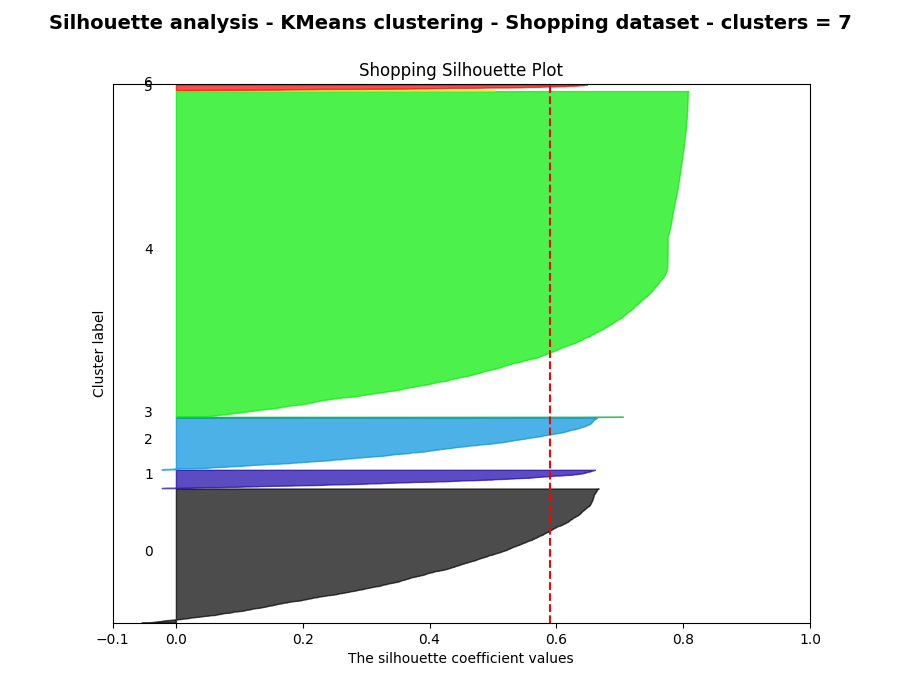 Silhouette analysis - KMeans clustering - Shopping dataset - clusters = 7
Shopping Silhouette Plot
6
5
4
3
2
1
0
Cluster label
−0.1 0.0 0.2 0.4 0.6 0.8 1.0
The silhouette coefficient values